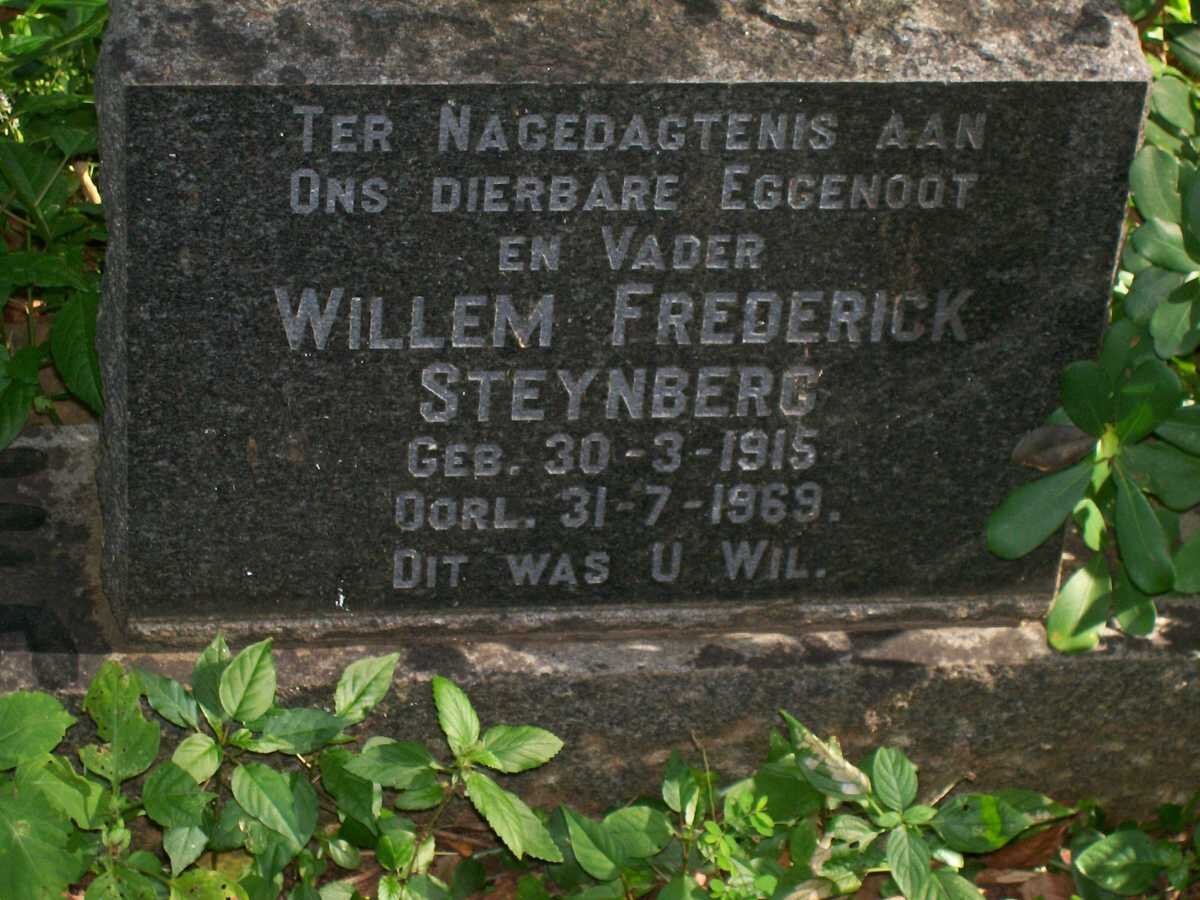 TER NAGEDAGTENIS AAN
ONS DIERBARE EGGENOOT
EN VADER
WILLEM FREDERICK
STEYNBERG
GEB. 30-3-1915
OORL. 31-7-1969.
DIT WAS U WIL.